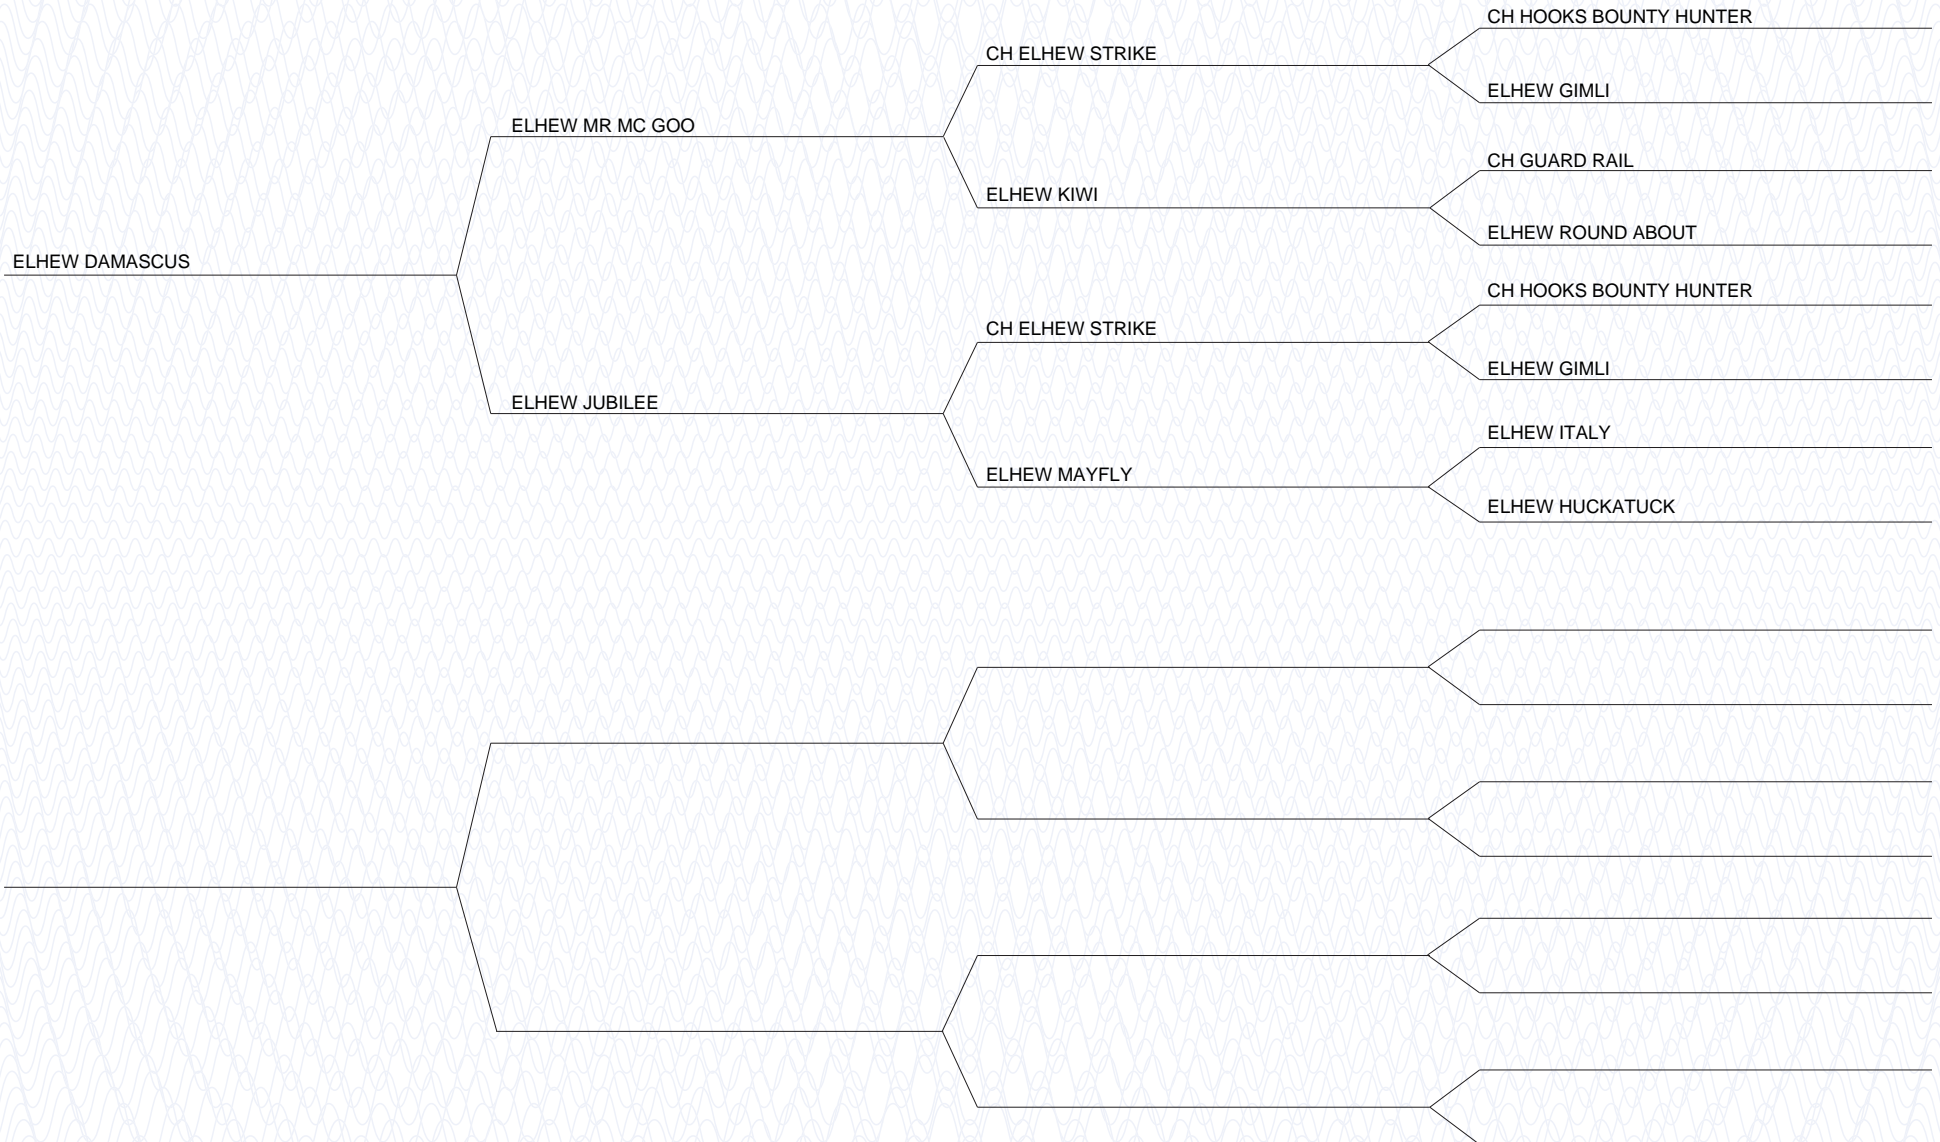 CH HOOKS BOUNTY HUNTER
CH ELHEW STRIKE
ELHEW GIMLI
ELHEW MR MC GOO
CH GUARD RAIL
ELHEW KIWI
ELHEW ROUND ABOUT
ELHEW DAMASCUS
CH HOOKS BOUNTY HUNTER
CH ELHEW STRIKE
ELHEW GIMLI
ELHEW JUBILEE
ELHEW ITALY
ELHEW MAYFLY
ELHEW HUCKATUCK